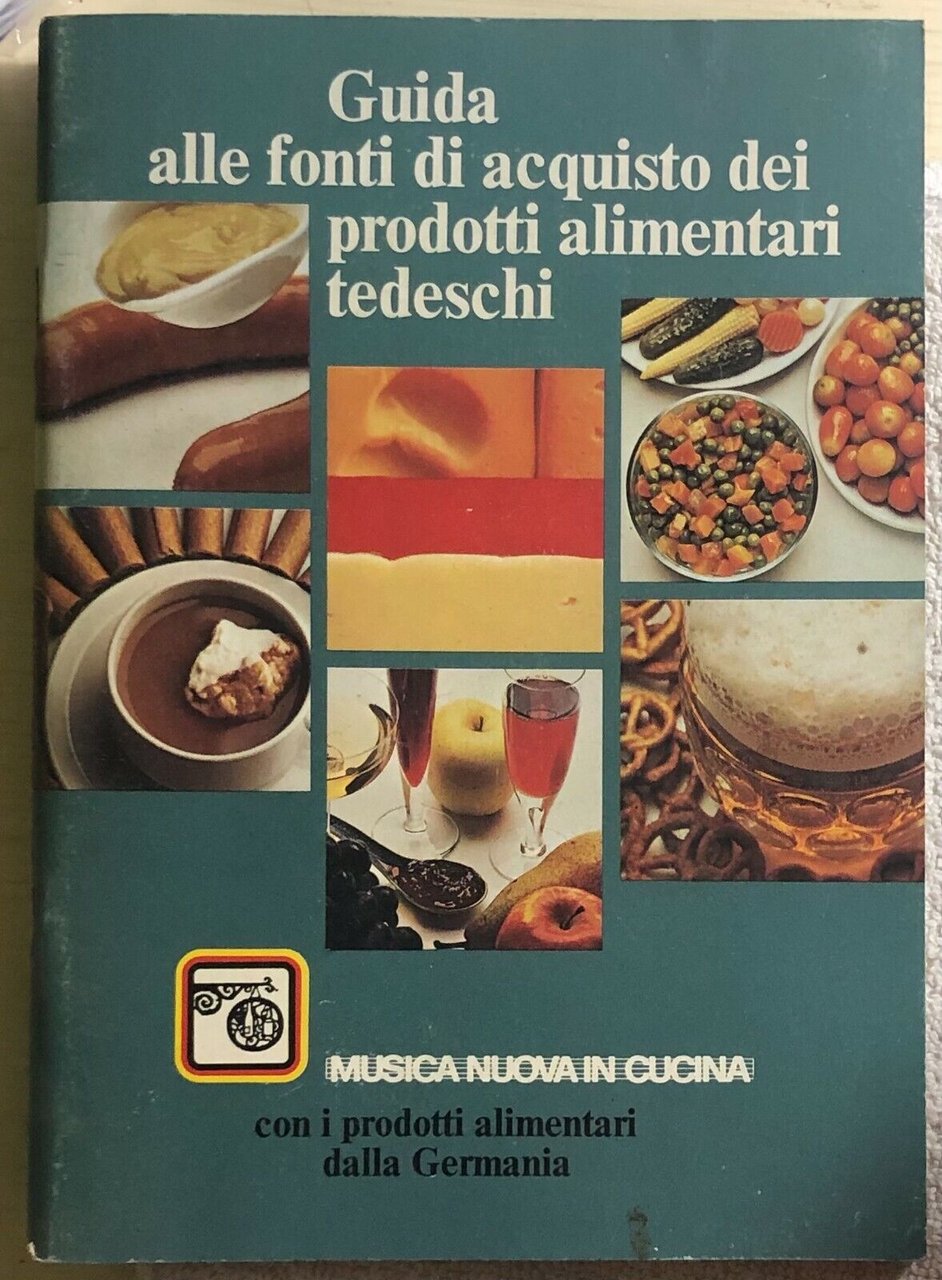 Guida
alle fonti di acquisto dei
prodotti alimentari
tedeschi
MUSICA NUOVA IN CUCINA
con i prodotti alimentari
dalla Germania